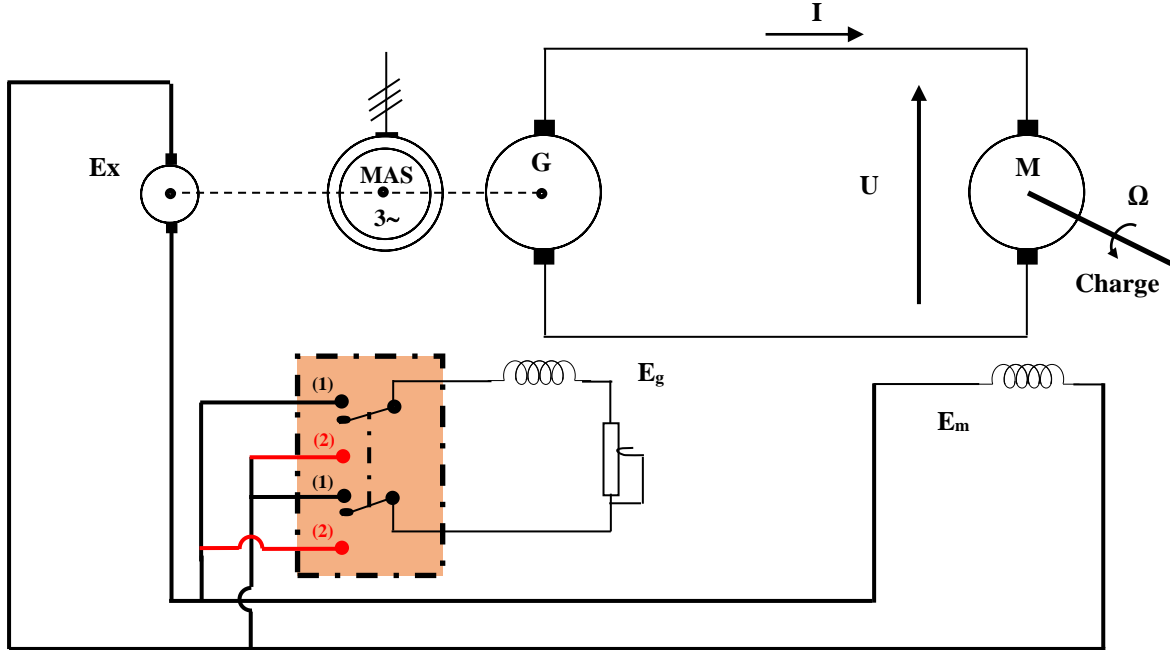 I
Ex
MAS
3~
G
U
M
Ω
Charge
(1)
(2)
(1)
(2)
Eg
Em